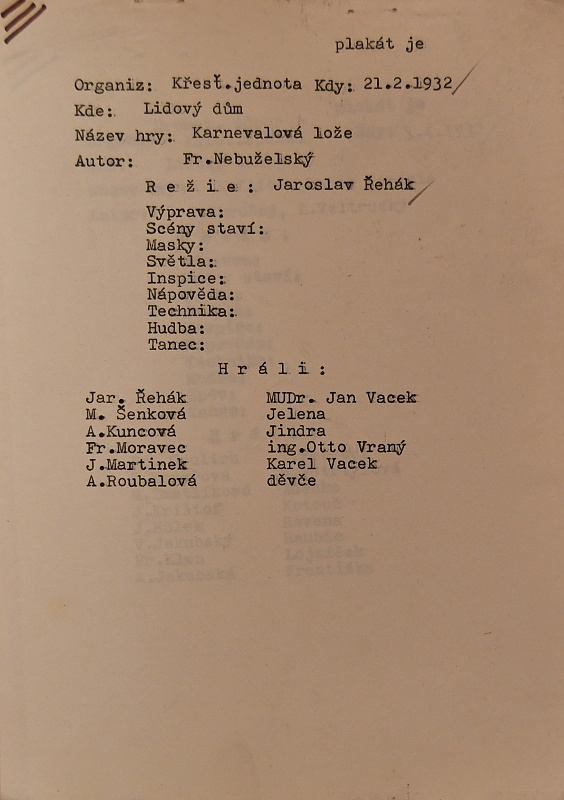 plakát je
Organiz: Křesť.jednota Kdy: 21.2.1932
Kde: Lidový dům
Název hry: Karnevalová lože
Autor: Fr.Nebuželský
R e ž i e : Jaroslav Řehák
Výprava:
Scény staví:
Masky:
Světla:
Inspice:
Nápověda:
Technika:
Hudba:
Tanec:
H r á l i :
Jar. Řehák MUDr. Jan Vacek
M. Šenková Jelena
A.Kuncová Jindra
Fr.Moravec ing.Otto Vraný
J.Martinek Karel Vacek
A.Roubalová děvče